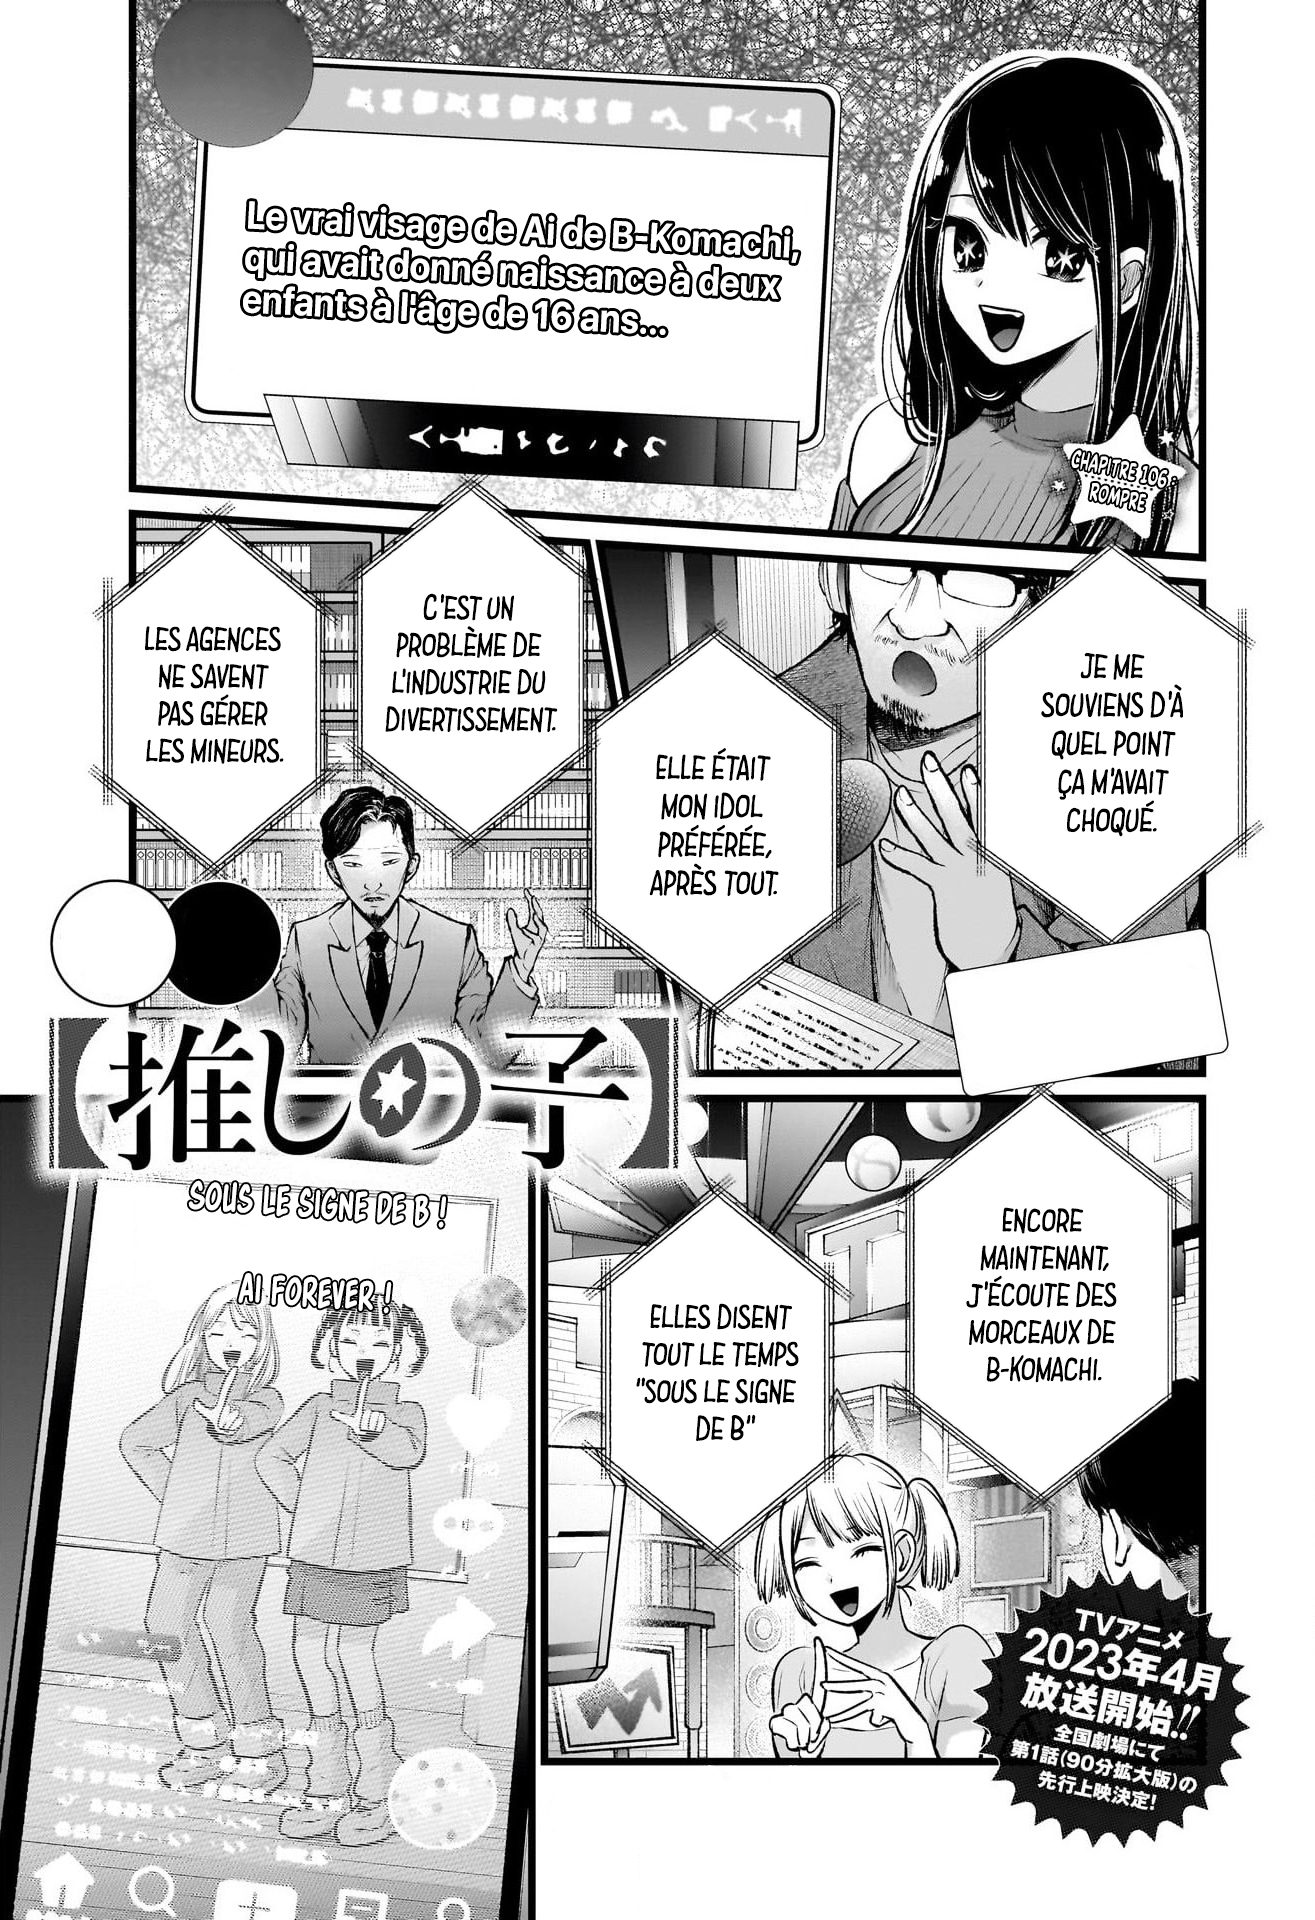 Le vrai visage de Ai de B-Komachi,
qui avait donné naissance à deux
enfants à l'âge de 16 ans...
CHAPITRE 106 :
ROMPRE
JE ME
SOUVIENS D'À
QUEL POINT
ÇA M'AVAIT
CHOQUÉ.
ELLE ÉTAIT
MON IDOL
PRÉFÉRÉE,
APRÈS TOUT.
C'EST UN
PROBLÈME DE
L'INDUSTRIE DU
DIVERTISSEMENT.
LES AGENCES
NE SAVENT
PAS GÉRER
LES MINEURS.
【推しの子】
ENCORE
MAINTENANT,
J'ÉCOUTE DES
MORCEAUX DE
B-KOMACHI.
ELLES DISENT
TOUT LE TEMPS
"SOUS LE SIGNE
DE B"
SOUS LE SIGNE DE B !
AI FOREVER !
TVアニメ
2023年4月
放送開始!!
全国劇場にて
第1話(90分拡大版)の
先行上映決定!